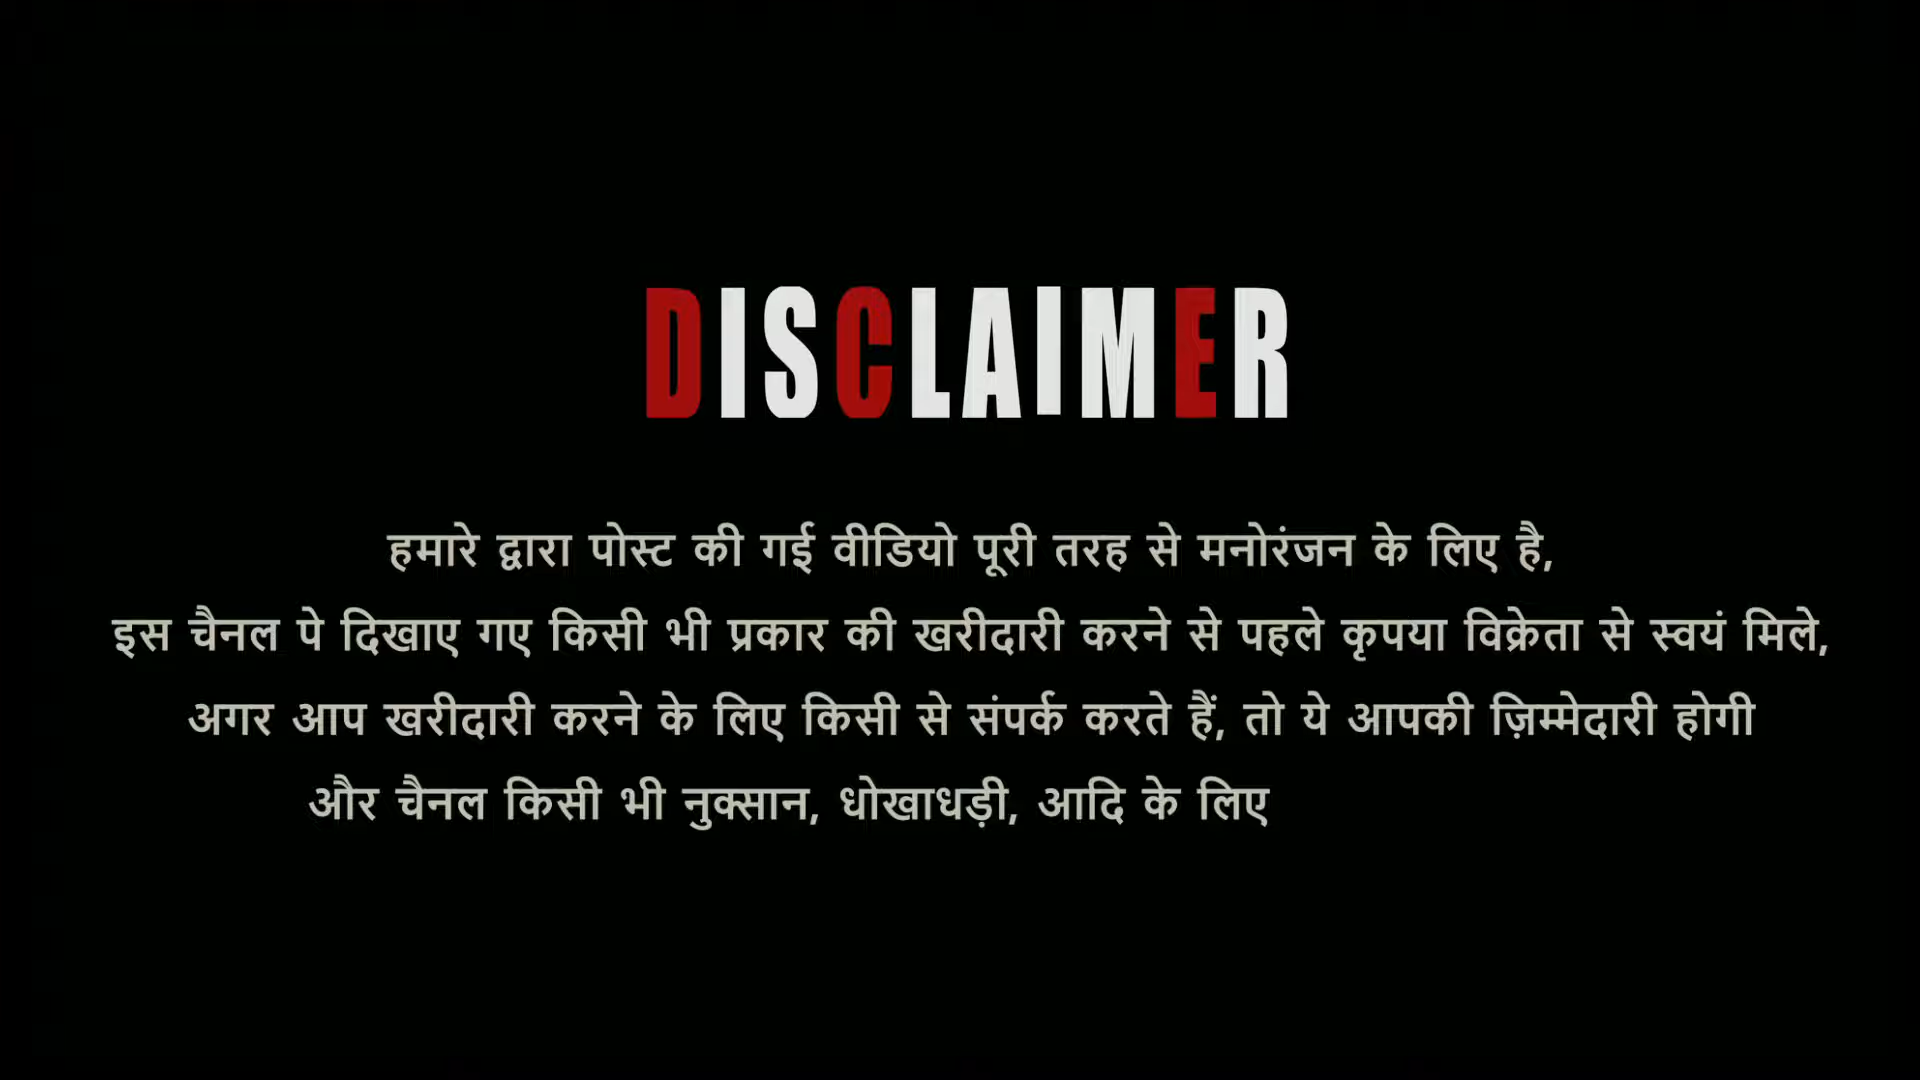 DISCLAIMER
हमारे द्वारा पोस्ट की गई वीडियो पूरी तरह से मनोरंजन के लिए है,
इस चैनल पे दिखाए गए किसी भी प्रकार की खरीदारी करने से पहले कृपया विक्रेता से स्वयं मिले,
अगर आप खरीदारी करने के लिए किसी से संपर्क करते हैं, तो ये आपकी ज़िम्मेदारी होगी
और चैनल किसी भी नुक्सान, धोखाधड़ी, आदि के लिए